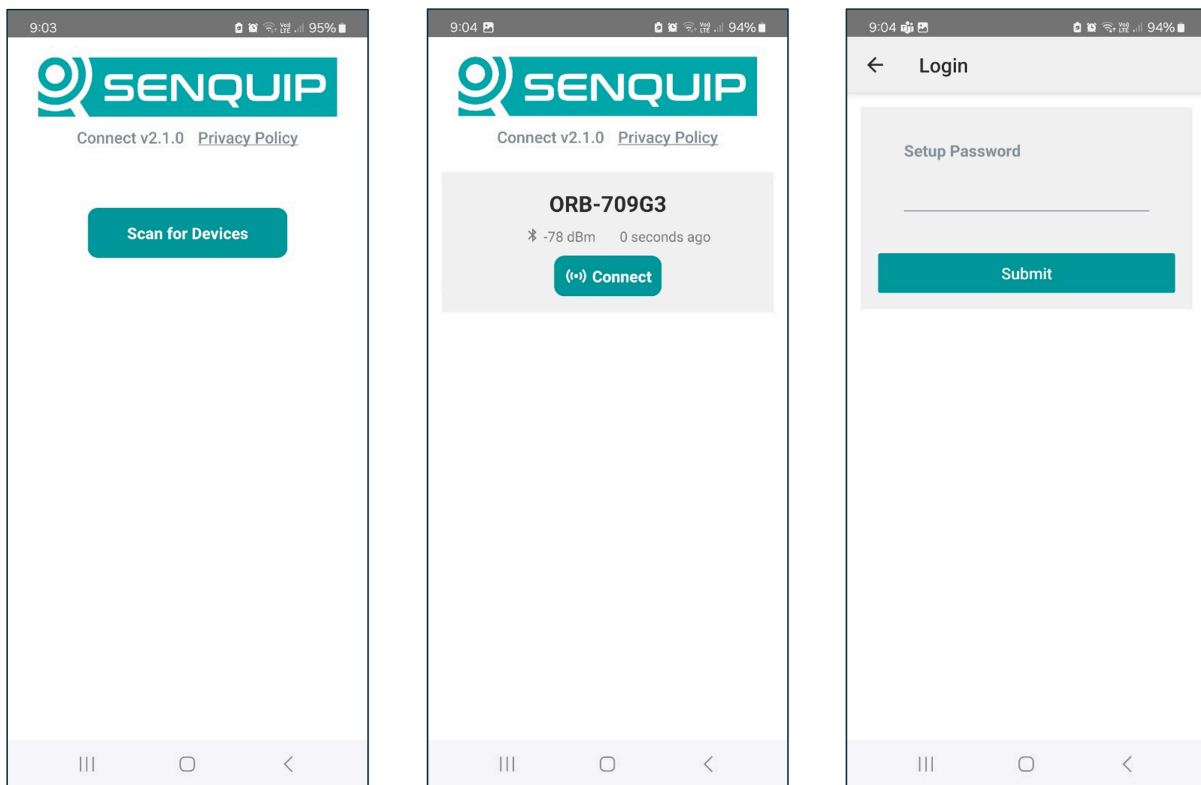 9:03 95%
SENQUIP
Connect v2.1.0 Privacy Policy
Scan for Devices
9:04 94%
SENQUIP
Connect v2.1.0 Privacy Policy
ORB-709G3
-78 dBm 0 seconds ago
Connect
9:04 94%
Login
Setup Password
Submit